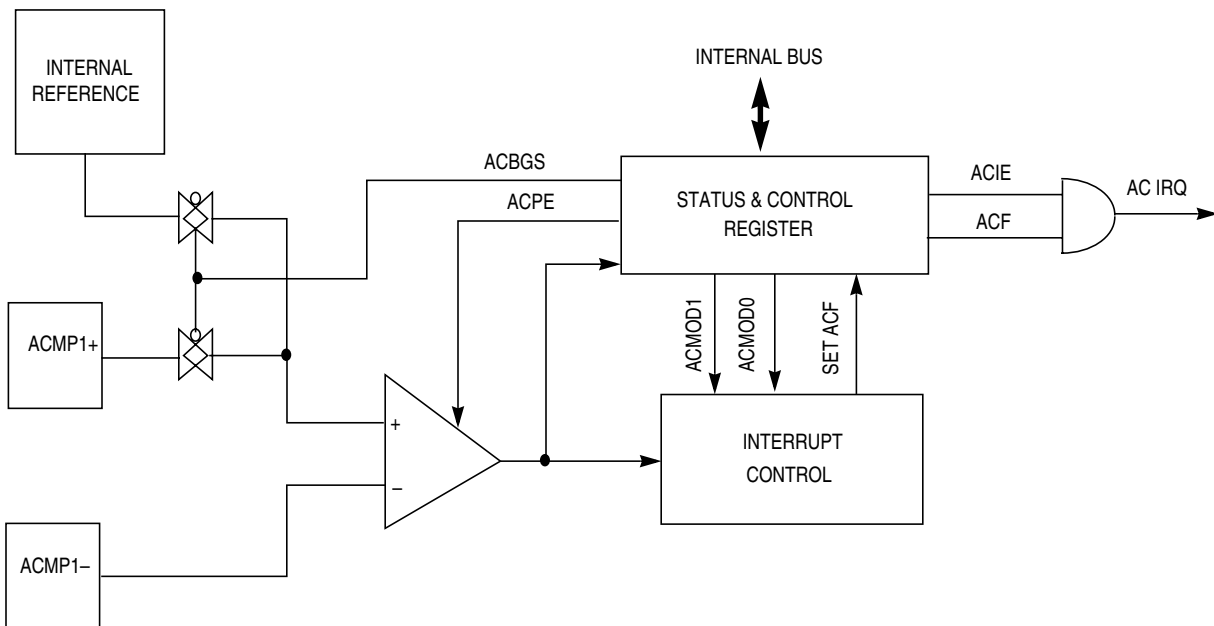 INTERNAL
REFERENCE
INTERNAL BUS
ACBGS
ACPE
STATUS & CONTROL
REGISTER
ACIE
ACF
AC IRQ
ACMP1+
ACMOD1
ACMOD0
SET ACF
+
–
INTERRUPT
CONTROL
ACMP1–